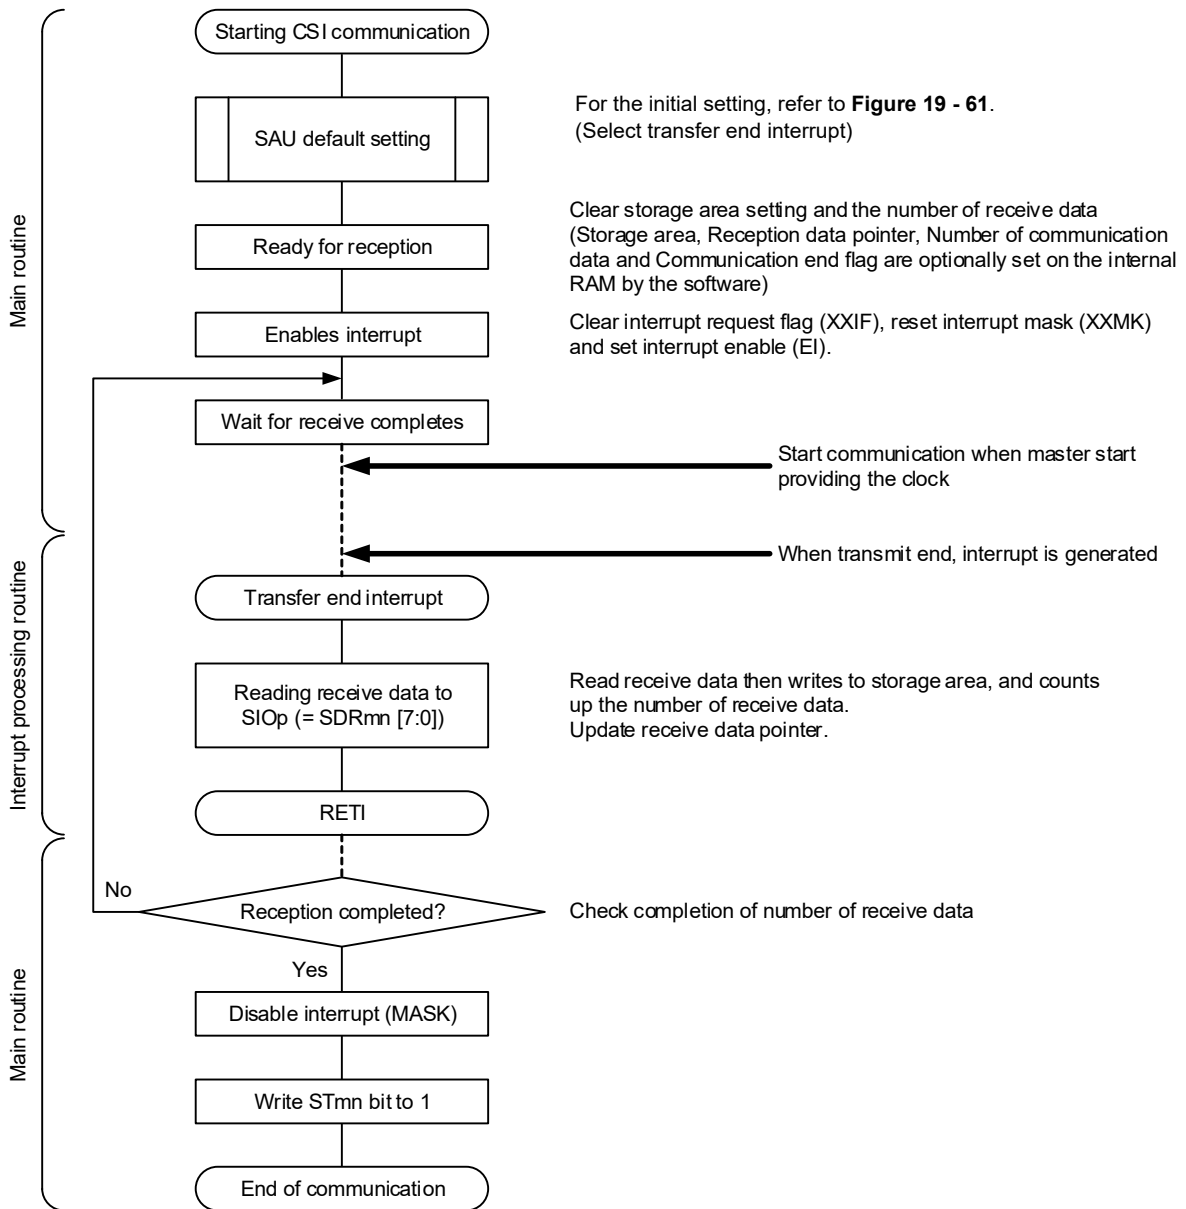 Starting CSI communication
SAU default setting
For the initial setting, refer to Figure 19 - 61.
(Select transfer end interrupt)
Main routine
Ready for reception
Clear storage area setting and the number of receive data
(Storage area, Reception data pointer, Number of communication
data and Communication end flag are optionally set on the internal
RAM by the software)
Enables interrupt
Clear interrupt request flag (XXIF), reset interrupt mask (XXMK)
and set interrupt enable (EI).
Wait for receive completes
Start communication when master start
providing the clock
When transmit end, interrupt is generated
Interrupt processing routine
Transfer end interrupt
Reading receive data to
SIOp (= SDRmn [7:0])
Read receive data then writes to storage area, and counts
up the number of receive data.
Update receive data pointer.
RETI
Main routine
No
Reception completed?
Check completion of number of receive data
Yes
Disable interrupt (MASK)
Write STmn bit to 1
End of communication